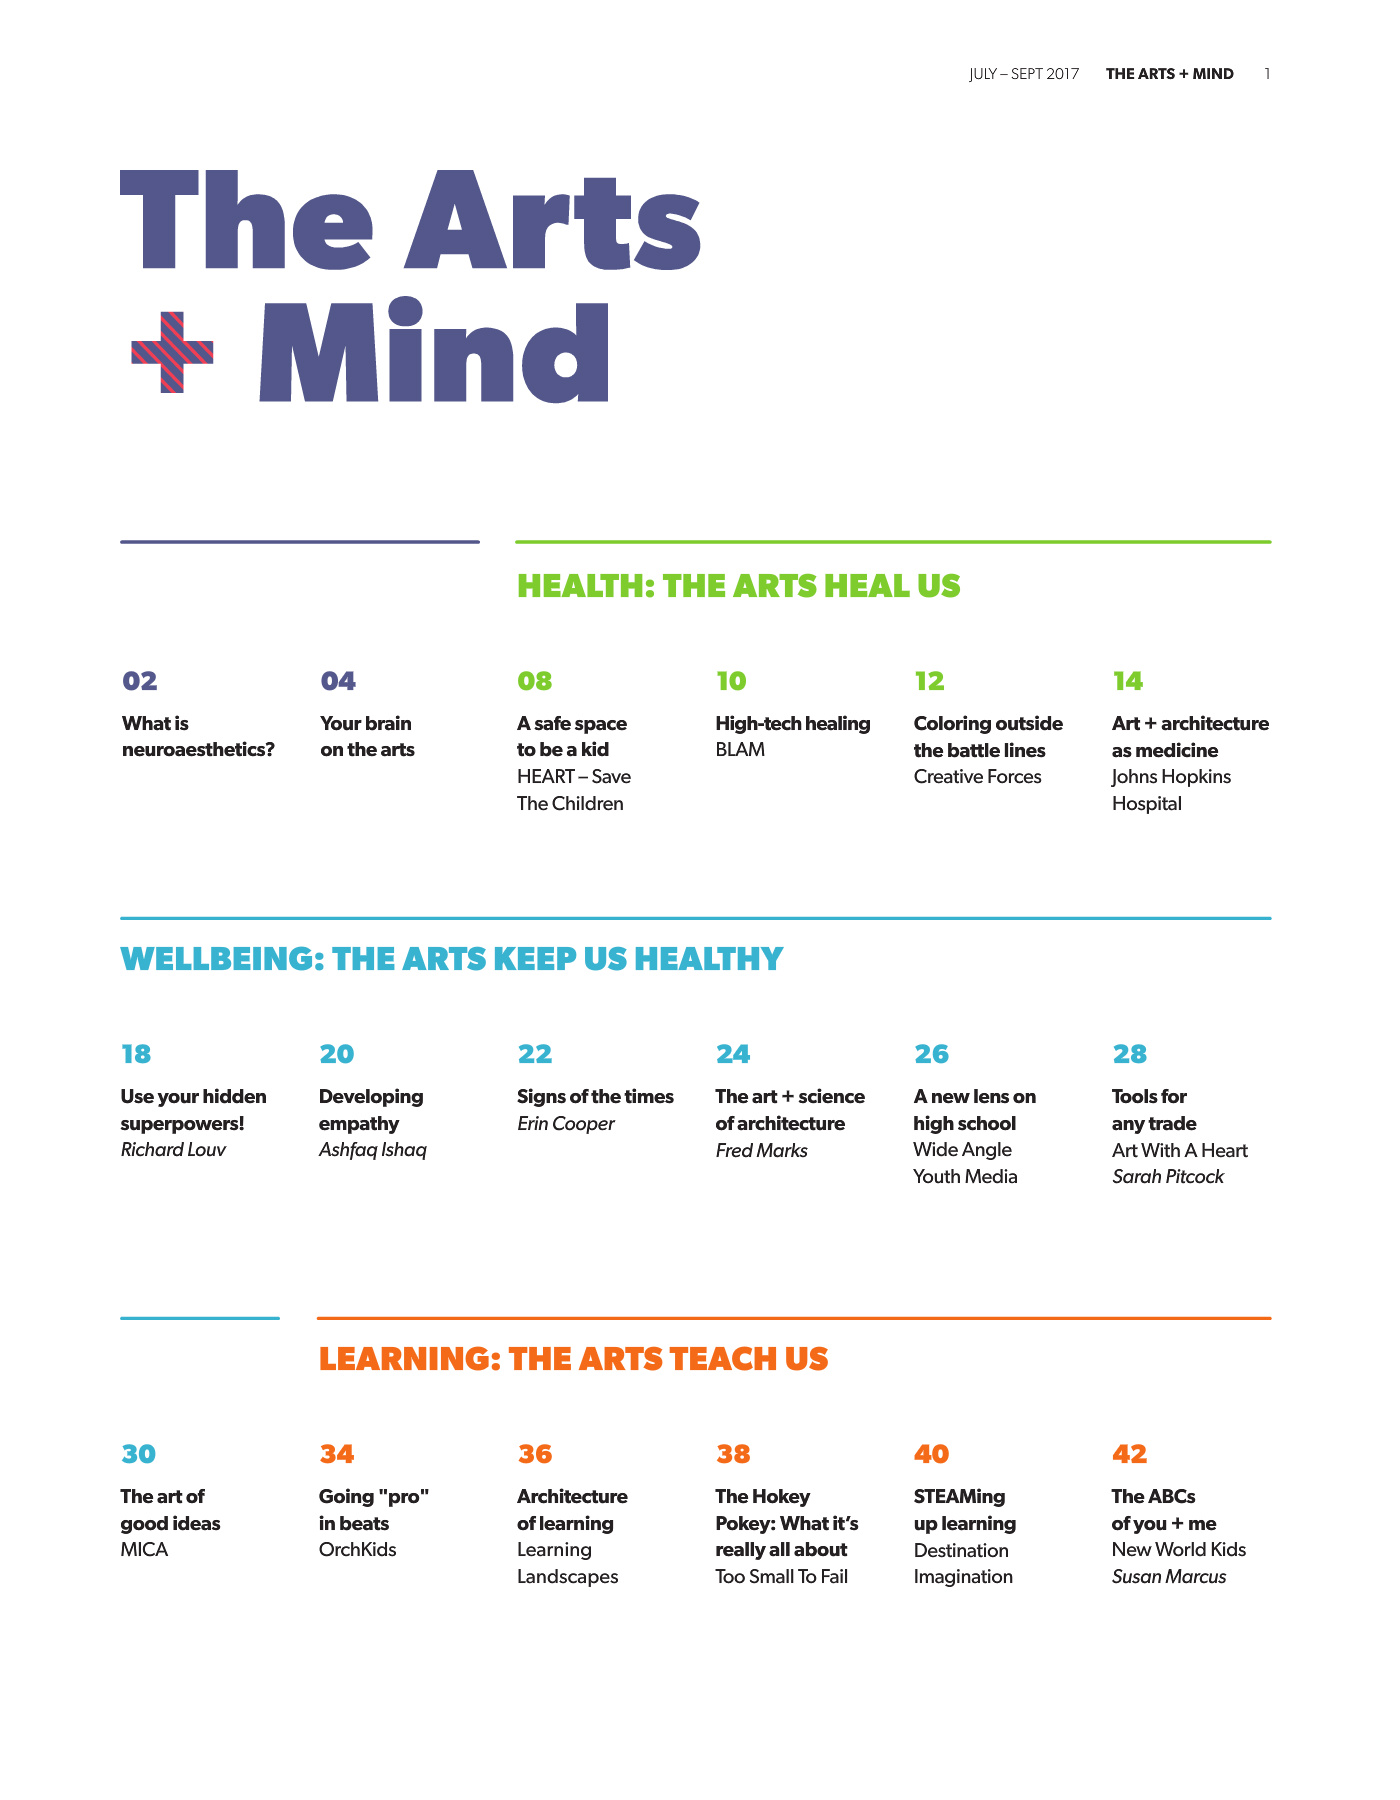 JULY – SEPT 2017 THE ARTS + MIND 1
The Arts
+ Mind
HEALTH: THE ARTS HEAL US
02
What is
neuroaesthetics?
04
Your brain
on the arts
08
A safe space
to be a kid
HEART – Save
The Children
10
High-tech healing
BLAM
12
Coloring outside
the battle lines
Creative Forces
14
Art + architecture
as medicine
Johns Hopkins
Hospital
WELLBEING: THE ARTS KEEP US HEALTHY
18
Use your hidden
superpowers!
Richard Louv
20
Developing
empathy
Ashfaq Ishaq
22
Signs of the times
Erin Cooper
24
The art + science
of architecture
Fred Marks
26
A new lens on
high school
Wide Angle
Youth Media
28
Tools for
any trade
Art With A Heart
Sarah Pitcock
30
The art of
good ideas
MICA
LEARNING: THE ARTS TEACH US
34
Going "pro"
in beats
OrchKids
36
Architecture
of learning
Learning
Landscapes
38
The Hokey
Pokey: What it’s
really all about
Too Small To Fail
40
STEAMing
up learning
Destination
Imagination
42
The ABCs
of you + me
New World Kids
Susan Marcus